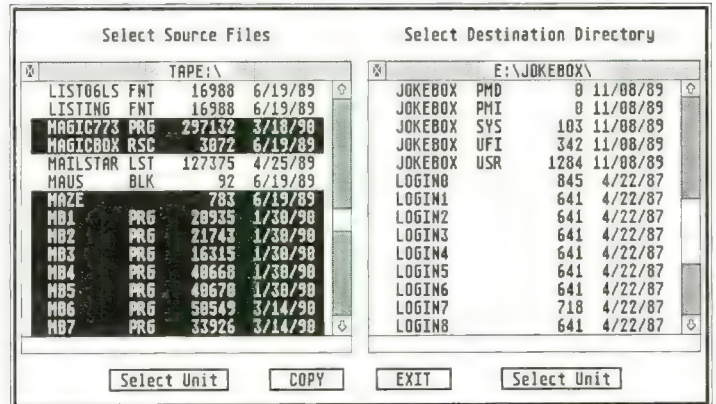 Select Source Files
TAPE:\
LIST06LS FNT 16988 6/19/89
LISTING FNT 16988 6/19/89
MAGIC773 PRG 297132 3/18/90
MAGICBOX RSC 3072 6/19/89
MAILSTAR LST 127375 4/25/89
MAUS BLK 92 6/19/89
MAZE 783 6/19/89
MB1 PRG 20935 1/30/90
MB2 PRG 21743 1/30/90
MB3 PRG 16315 1/30/90
MB4 PRG 40668 1/30/90
MB5 PRG 40670 1/30/90
MB6 PRG 50549 3/14/90
MB7 PRG 33926 3/14/90
Select Unit
COPY
Select Destination Directory
E:\JOKEBOX\
JOKEBOX PMD 0 11/08/89
JOKEBOX PMI 0 11/08/89
JOKEBOX SYS 103 11/08/89
JOKEBOX UFI 342 11/08/89
JOKEBOX USR 1284 11/08/89
LOGIN0 845 4/22/87
LOGIN1 641 4/22/87
LOGIN2 641 4/22/87
LOGIN3 641 4/22/87
LOGIN4 641 4/22/87
LOGIN5 641 4/22/87
LOGIN6 641 4/22/87
LOGIN7 718 4/22/87
LOGIN8 641 4/22/87
EXIT
Select Unit